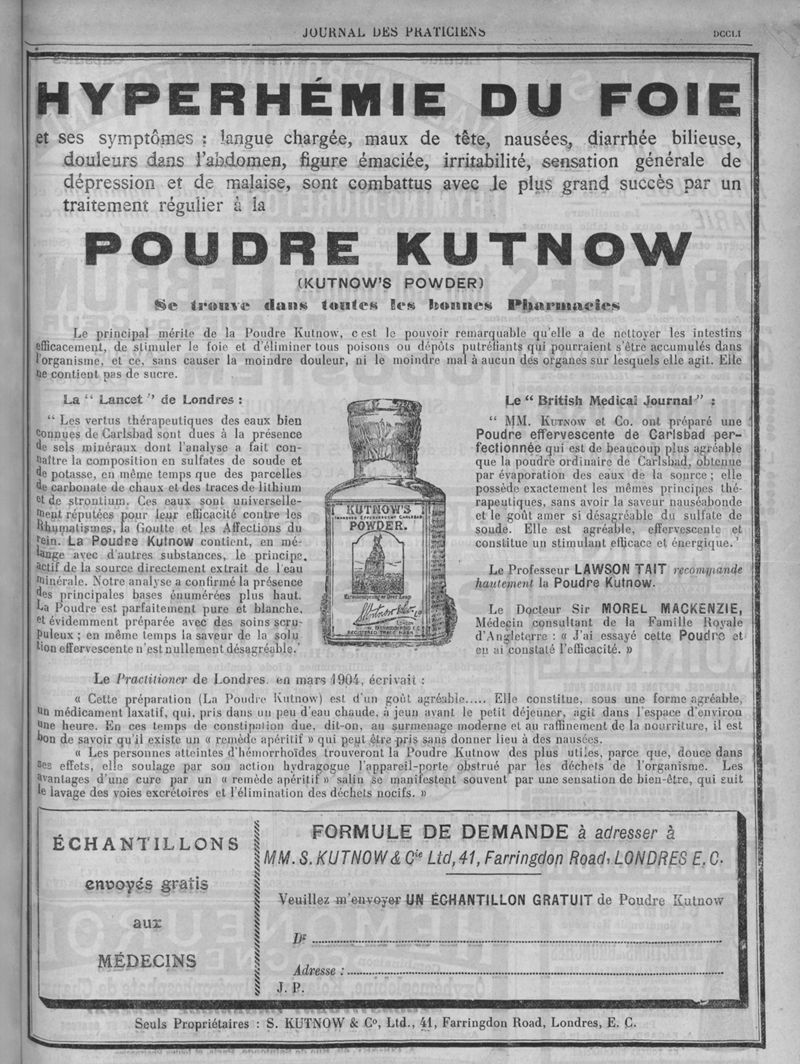 JOURNAL DES PRATICIENS
DCCLI
HYPERHÉMIE DU FOIE
et ses symptômes : langue chargée, maux de tête, nausées, diarrhée bilieuse,
douleurs dans l'abdomen, figure émaciée, irritabilité, sensation générale de
dépression et de malaise, sont combattus avec le plus grand succès par un
traitement régulier à la
POUDRE KUTNOW
(KUTNOW'S POWDER)
Se trouve dans toutes les bonnes Pharmacies
Le principal mérite de la Poudre Kutnow, c'est le pouvoir remarquable qu'elle a de nettoyer les intestins
efficacement, de stimuler le foie et d'éliminer tous poisons ou dépôts putréfiants qui pourraient s'être accumulés dans
l'organisme, et ce, sans causer la moindre douleur, ni le moindre mal à aucun des organes sur lesquels elle agit. Elle
ne contient pas de sucre.
La “ Lancet ” de Londres :
“ Les vertus thérapeutiques des eaux bien
connues de Carlsbad sont dues à la présence
de sels minéraux dont l'analyse a fait con-
naître la composition en sulfates de soude et
de potasse, en même temps que des parcelles
de carbonate de chaux et des traces de lithium
et de strontium. Ces eaux sont universelle-
ment réputées pour leur efficacité contre les
Rhumatismes, la Goutte et les Affections du
rein. La Poudre Kutnow contient, en mé-
lange avec d'autres substances, le principe
actif de la source directement extrait de l'eau
minérale. Notre analyse a confirmé la présence
des principales bases énumérées plus haut.
La Poudre est parfaitement pure et blanche,
et évidemment préparée avec des soins scru-
puleux ; en même temps la saveur de la solu
tion effervescente n'est nullement désagréable.”
KUTNOW'S
IMPROVED EFFERVESCENT CARLSBAD
POWDER.
London
REGISTERED TRADE MARK
Le “ British Medical Journal ” :
“ MM. KUTNOW et Co. ont préparé une
Poudre effervescente de Carlsbad per-
fectionnée qui est de beaucoup plus agréable
que la poudre ordinaire de Carlsbad, obtenue
par évaporation des eaux de la source ; elle
possède exactement les mêmes principes thé-
rapeutiques, sans avoir la saveur nauséabonde
et le goût amer si désagréable du sulfate de
soude. Elle est agréable, effervescente et
constitue un stimulant efficace et énergique.”
Le Professeur LAWSON TAIT recommande
hautement la Poudre Kutnow.
Le Docteur Sir MOREL MACKENZIE,
Médecin consultant de la Famille Royale
d'Angleterre : « J'ai essayé cette Poudre et
en ai constaté l'efficacité. »
Le Practitioner de Londres, en mars 1904, écrivait :
« Cette préparation (La Poudre Kutnow) est d'un goût agréable..... Elle constitue, sous une forme agréable,
un médicament laxatif, qui, pris dans un peu d'eau chaude, à jeun avant le petit déjeuner, agit dans l'espace d'environ
une heure. En ces temps de constipation due, dit-on, au surmenage moderne et au raffinement de la nourriture, il est
bon de savoir qu'il existe un « remède apéritif » qui peut être pris sans donner lieu à des nausées.
« Les personnes atteintes d'hémorrhoïdes trouveront la Poudre Kutnow des plus utiles, parce que, douce dans
ses effets, elle soulage par son action hydragogue l'appareil-porte obstrué par les déchets de l'organisme. Les
avantages d'une cure par un « remède apéritif » salin se manifestent souvent par une sensation de bien-être, qui suit
le lavage des voies excrétoires et l'élimination des déchets nocifs. »
ÉCHANTILLONS
envoyés gratis
aux
MÉDECINS
FORMULE DE DEMANDE à adresser à
MM. S. KUTNOW & Cie Ltd, 41, Farringdon Road, LONDRES E.C.
Veuillez m'envoyer UN ÉCHANTILLON GRATUIT de Poudre Kutnow
Dr
Adresse :
J. P.
Seuls Propriétaires : S. KUTNOW & Co, Ltd., 41, Farringdon Road, Londres, E. C.